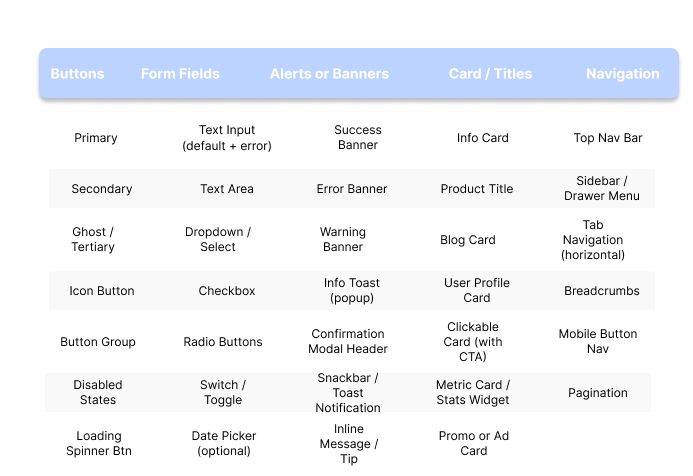 Buttons Form Fields Alerts or Banners Card / Titles Navigation
Primary
Text Input
(default + error)
Success
Banner
Info Card
Top Nav Bar
Secondary
Text Area
Error Banner
Product Title
Sidebar /
Drawer Menu
Ghost /
Tertiary
Dropdown /
Select
Warning
Banner
Blog Card
Tab
Navigation
(horizontal)
Icon Button
Checkbox
Info Toast
(popup)
User Profile
Card
Breadcrumbs
Button Group
Radio Buttons
Confirmation
Modal Header
Clickable
Card (with
CTA)
Mobile Button
Nav
Disabled
States
Switch /
Toggle
Snackbar /
Toast
Notification
Metric Card /
Stats Widget
Pagination
Loading
Spinner Btn
Date Picker
(optional)
Inline
Message /
Tip
Promo or Ad
Card